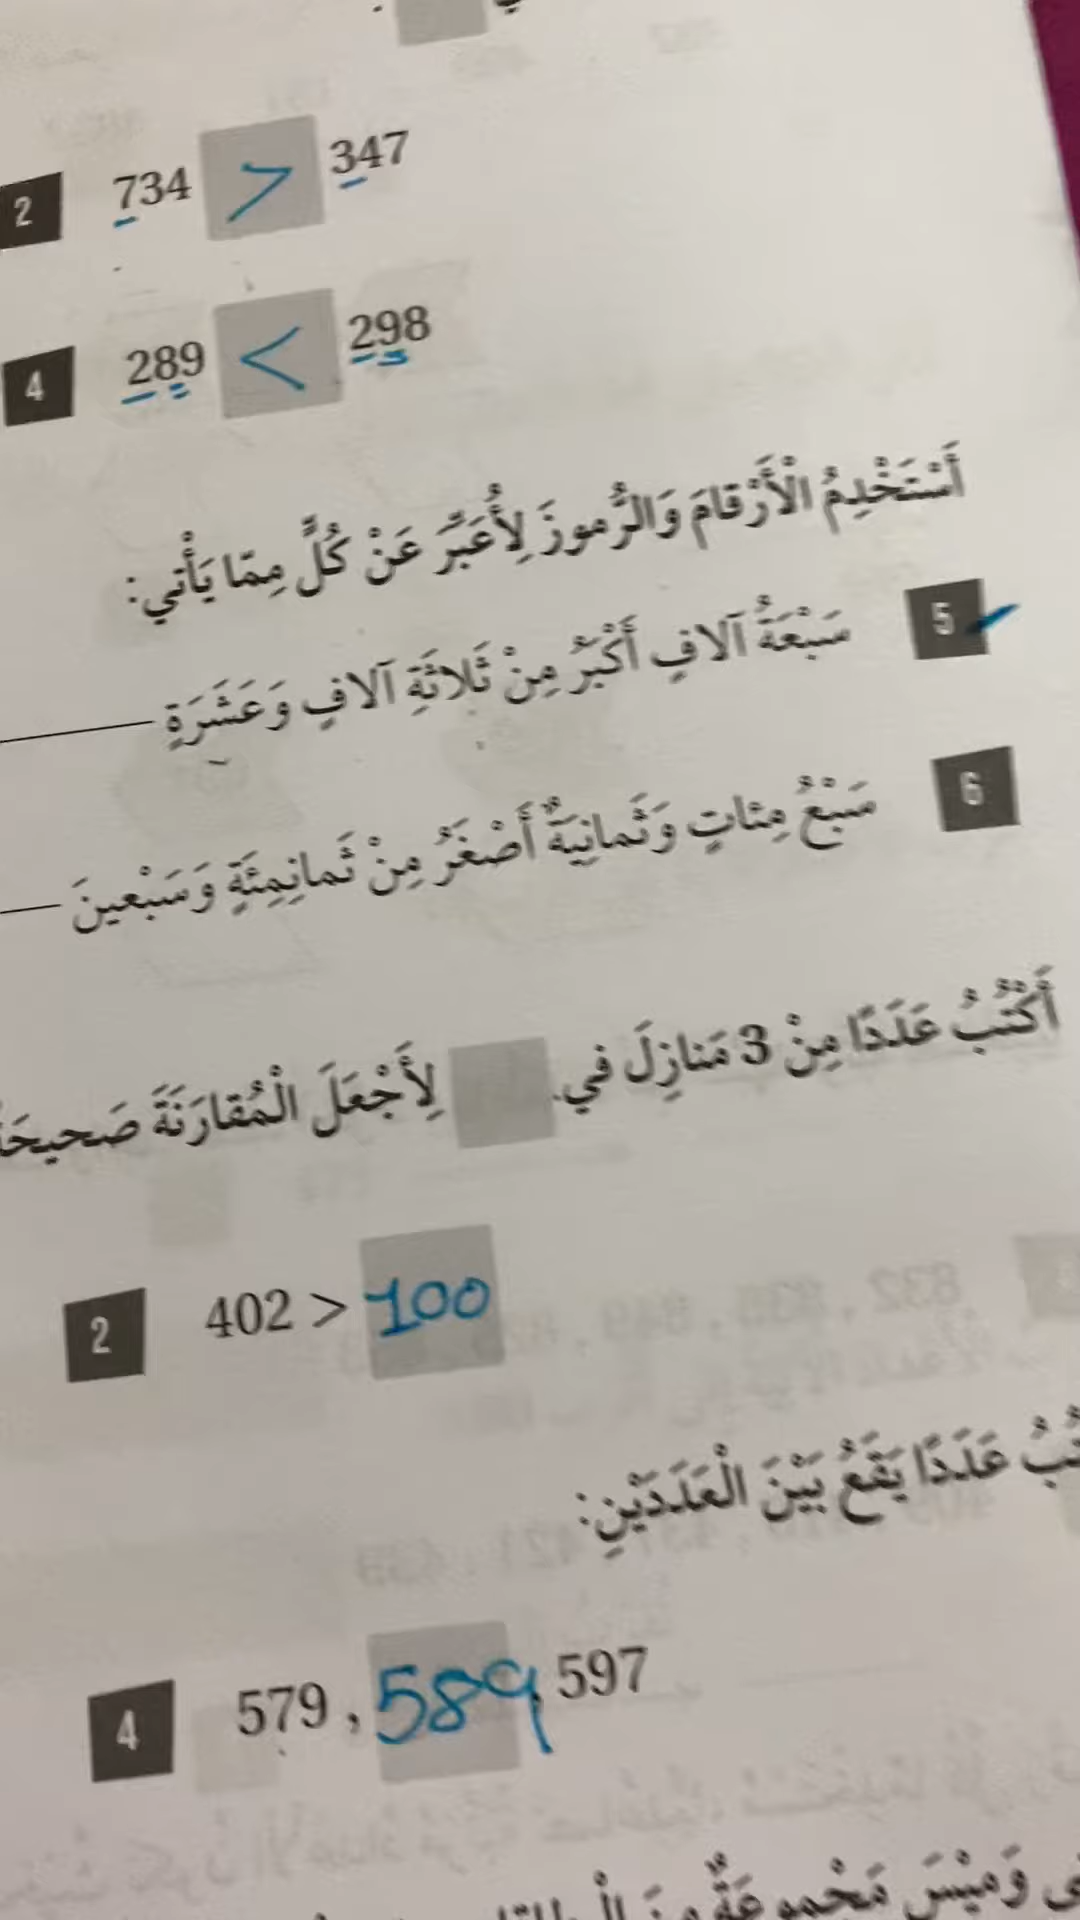 2 734 > 347
4 289 < 298
أَسْتَخْدِمُ الْأَرْقامَ وَالرُّموزَ لِأُعَبِّرَ عَنْ كُلٍّ مِمّا يَأْتي:
5 سَبْعَةُ آلافٍ أَكْبَرُ مِنْ ثَلاثَةِ آلافٍ وَعَشَرَةٍ
6 سَبْعُ مِئاتٍ وَثَمانِيَةٌ أَصْغَرُ مِنْ ثَمانِمِئَةٍ وَسَبْعينَ
أَكْتُبُ عَدَدًا مِنْ 3 مَنازِلَ في لِأَجْعَلَ الْمُقارَنَةَ
2 402 > 100
عَدَدًا يَقَعُ بَيْنَ الْعَدَدَيْنِ:
4 579 , 589 , 597
وَمَيْسَ مَجْموعَةٌ مِنَ